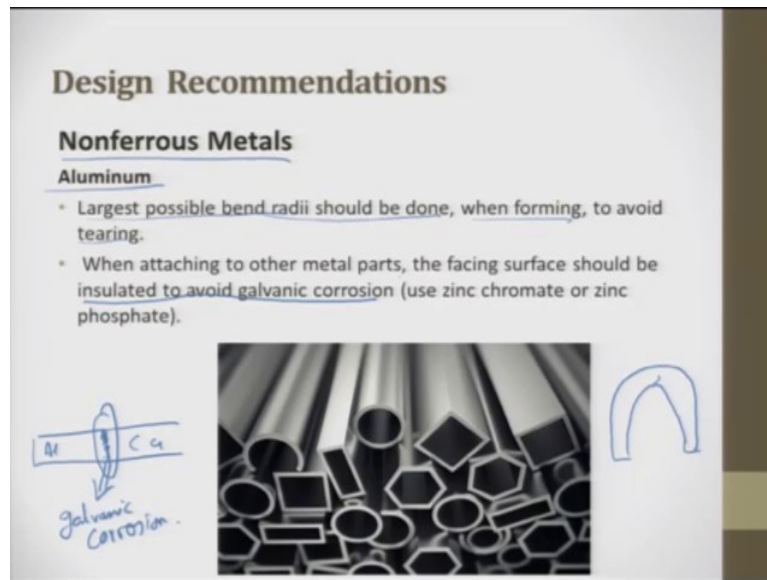 Design Recommendations
Nonferrous Metals
Aluminum
• Largest possible bend radii should be done, when forming, to avoid
tearing.
• When attaching to other metal parts, the facing surface should be
insulated to avoid galvanic corrosion (use zinc chromate or zinc
phosphate).
Al Cu
galvanic
corrosion.